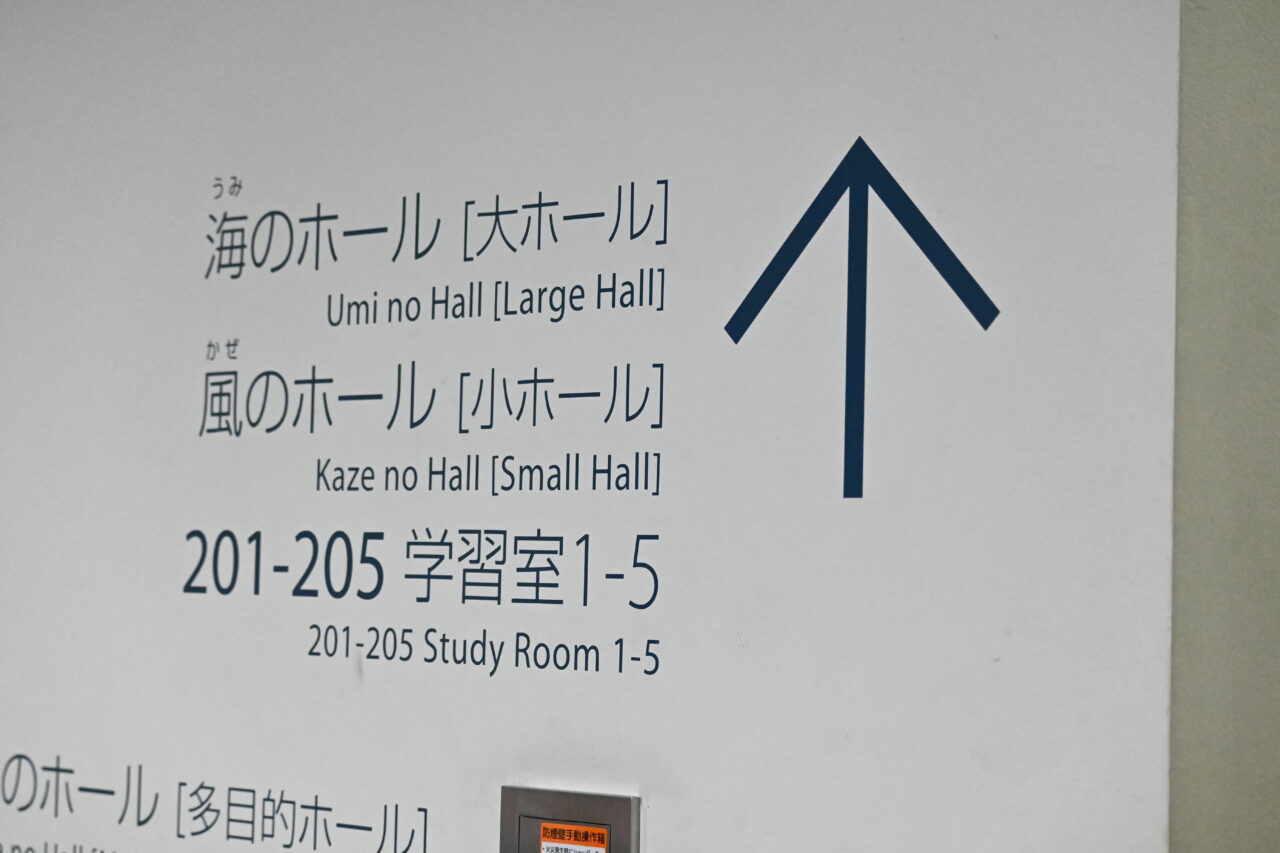 うみ
海のホール [大ホール]
Umi no Hall [Large Hall]
かぜ
風のホール [小ホール]
Kaze no Hall [Small Hall]
201-205 学習室1-5
201-205 Study Room 1-5
のホール [多目的ホール]
no Hall
防煙壁手動操作箱